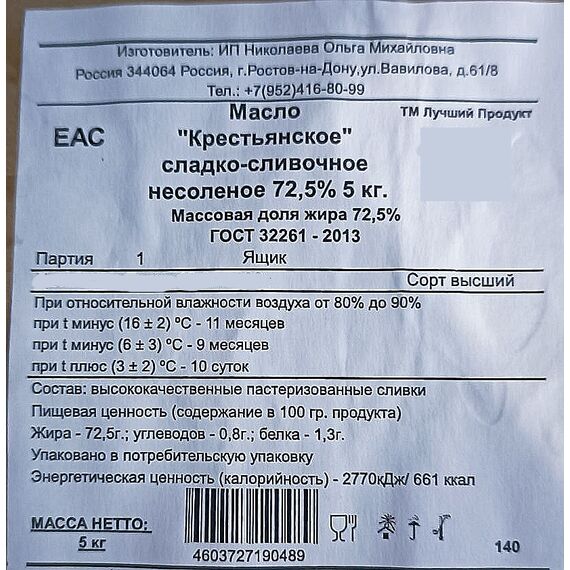 Изготовитель: ИП Николаева Ольга Михайловна
Россия 344064 Россия, г.Ростов-на-Дону,ул.Вавилова, д.61/8
Тел.: +7(952)416-80-99
EAC
Масло
"Крестьянское"
сладко-сливочное
несоленое 72,5% 5 кг.
ТМ Лучший Продукт
Массовая доля жира 72,5%
ГОСТ 32261 - 2013
Партия 1 Ящик
Сорт высший
При относительной влажности воздуха от 80% до 90%
при t минус (16 ± 2) ºС - 11 месяцев
при t минус (6 ± 3) ºС - 9 месяцев
при t плюс (3 ± 2) ºС - 10 суток
Состав: высококачественные пастеризованные сливки
Пищевая ценность (содержание в 100 гр. продукта)
Жира - 72,5г.; углеводов - 0,8г.; белка - 1,3г.
Упаковано в потребительскую упаковку
Энергетическая ценность (калорийность) - 2770кДж/ 661 ккал
МАССА НЕТТО:
5 кг
4603727190489
140